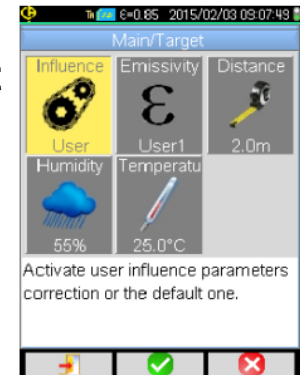 Th ε=0.85 2015/02/03 09:07:49
Main/Target
Influence Emissivity Distance
ε
User User1 2.0m
Humidity Temperatu
55% 25.0°C
Activate user influence parameters
correction or the default one.